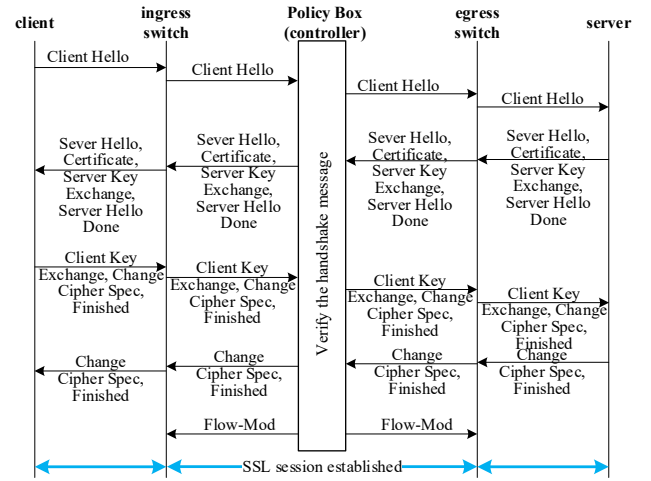 client
ingress
switch
Policy Box
(controller)
egress
switch
server
Client Hello
Client Hello
Client Hello
Client Hello
Sever Hello,
Certificate,
Server Key
Exchange,
Server Hello
Done
Sever Hello,
Certificate,
Server Key
Exchange,
Server Hello
Done
Verify the handshake message
Sever Hello,
Certificate,
Server Key
Exchange,
Server Hello
Done
Sever Hello,
Certificate,
Server Key
Exchange,
Server Hello
Done
Client Key
Exchange, Change
Cipher Spec,
Finished
Client Key
Exchange, Change
Cipher Spec,
Finished
Client Key
Exchange, Change
Cipher Spec,
Finished
Client Key
Exchange, Change
Cipher Spec,
Finished
Change
Cipher Spec,
Finished
Change
Cipher Spec,
Finished
Change
Cipher Spec,
Finished
Change
Cipher Spec,
Finished
Flow-Mod
Flow-Mod
SSL session established